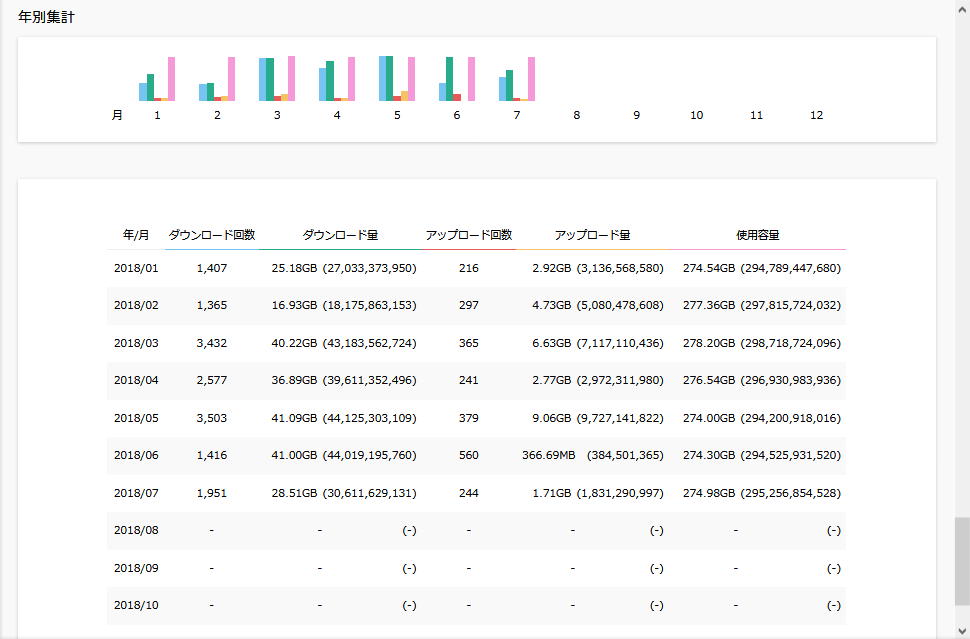 年別集計
月 1 2 3 4 5 6 7 8 9 10 11 12
年/月 ダウンロード回数 ダウンロード量 アップロード回数 アップロード量 使用容量
2018/01 1,407 25.18GB (27,033,373,950) 216 2.92GB (3,136,568,580) 274.54GB (294,789,447,680)
2018/02 1,365 16.93GB (18,175,863,153) 297 4.73GB (5,080,478,608) 277.36GB (297,815,724,032)
2018/03 3,432 40.22GB (43,183,562,724) 365 6.63GB (7,117,110,436) 278.20GB (298,718,724,096)
2018/04 2,577 36.89GB (39,611,352,496) 241 2.77GB (2,972,311,980) 276.54GB (296,930,983,936)
2018/05 3,503 41.09GB (44,125,303,109) 379 9.06GB (9,727,141,822) 274.00GB (294,200,918,016)
2018/06 1,416 41.00GB (44,019,195,760) 560 366.69MB (384,501,365) 274.30GB (294,525,931,520)
2018/07 1,951 28.51GB (30,611,629,131) 244 1.71GB (1,831,290,997) 274.98GB (295,256,854,528)
2018/08 - - (-) - - (-) - (-)
2018/09 - - (-) - - (-) - (-)
2018/10 - - (-) - - (-) - (-)